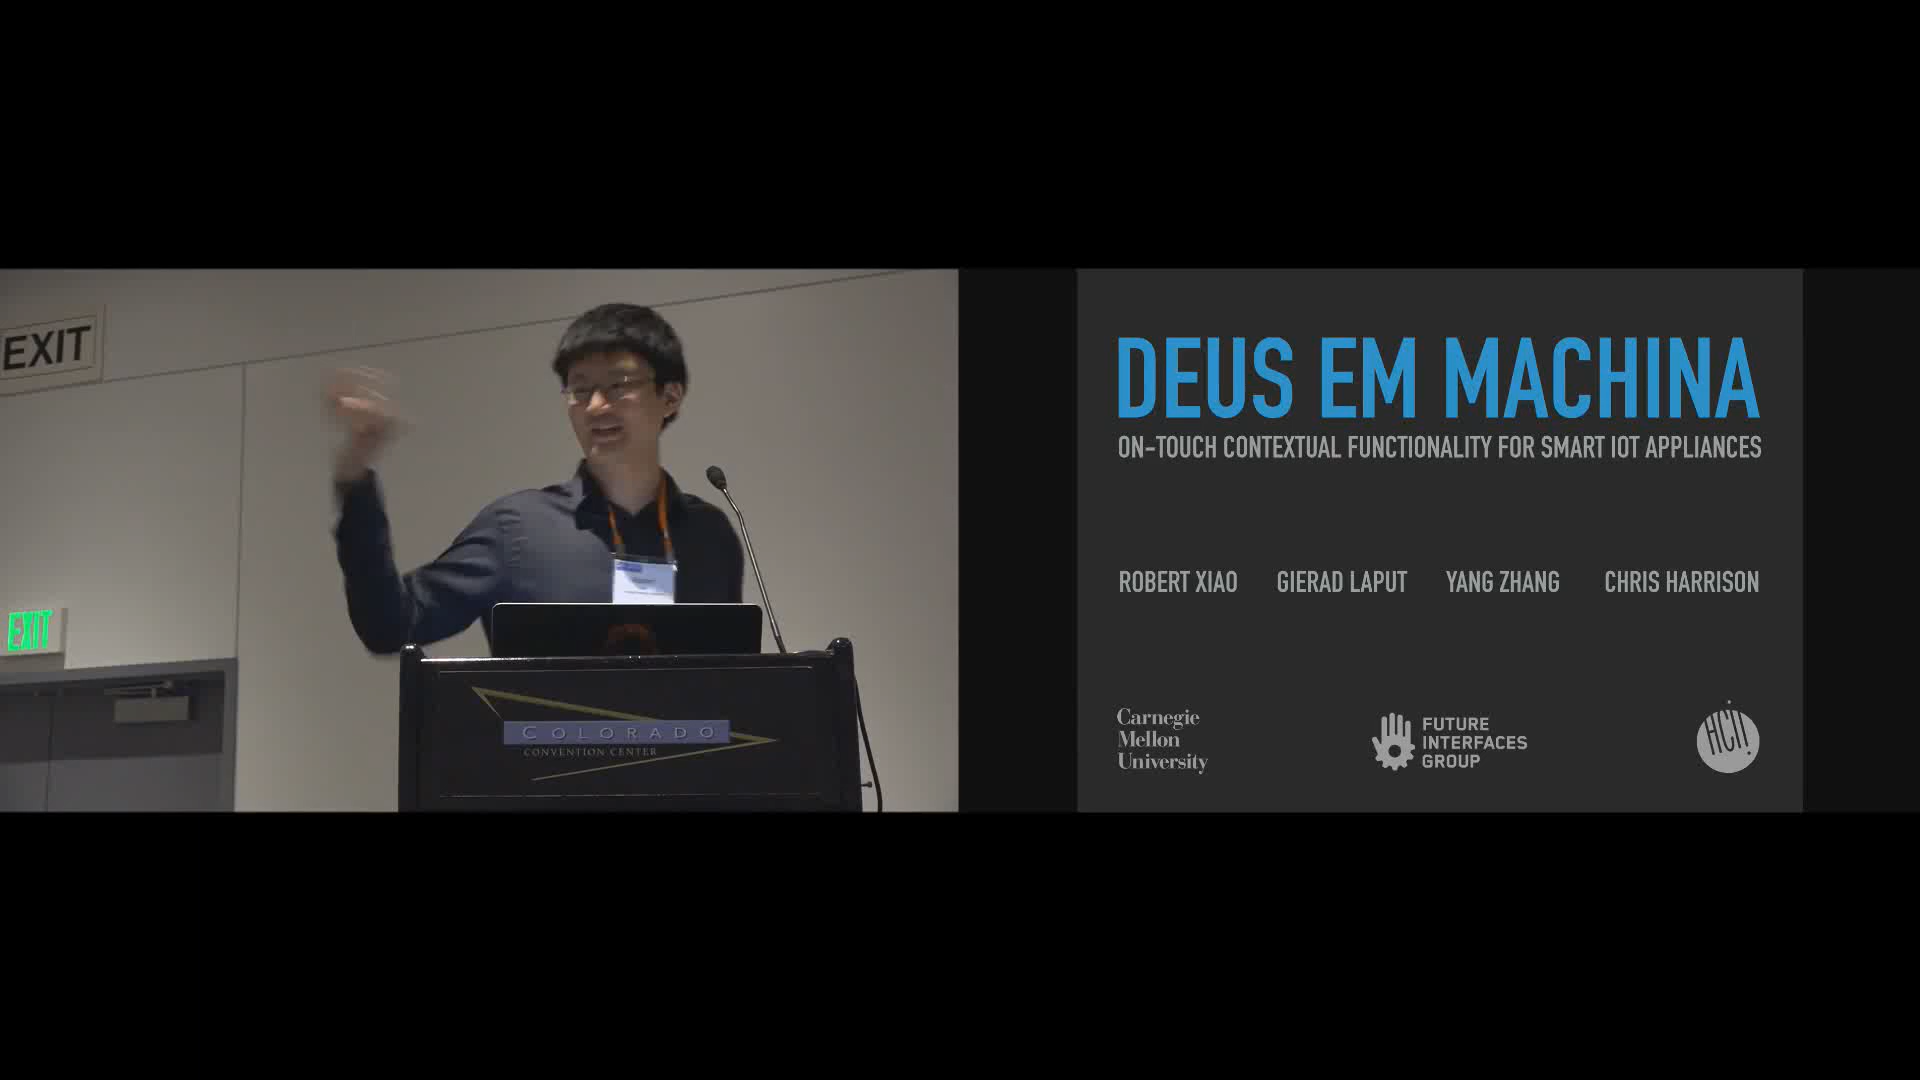 EXIT
EXIT
COLORADO
CONVENTION CENTER
DEUS EM MACHINA
ON-TOUCH CONTEXTUAL FUNCTIONALITY FOR SMART IOT APPLIANCES
ROBERT XIAO GIERAD LAPUT YANG ZHANG CHRIS HARRISON
Carnegie
Mellon
University
FUTURE
INTERFACES
GROUP
HCII